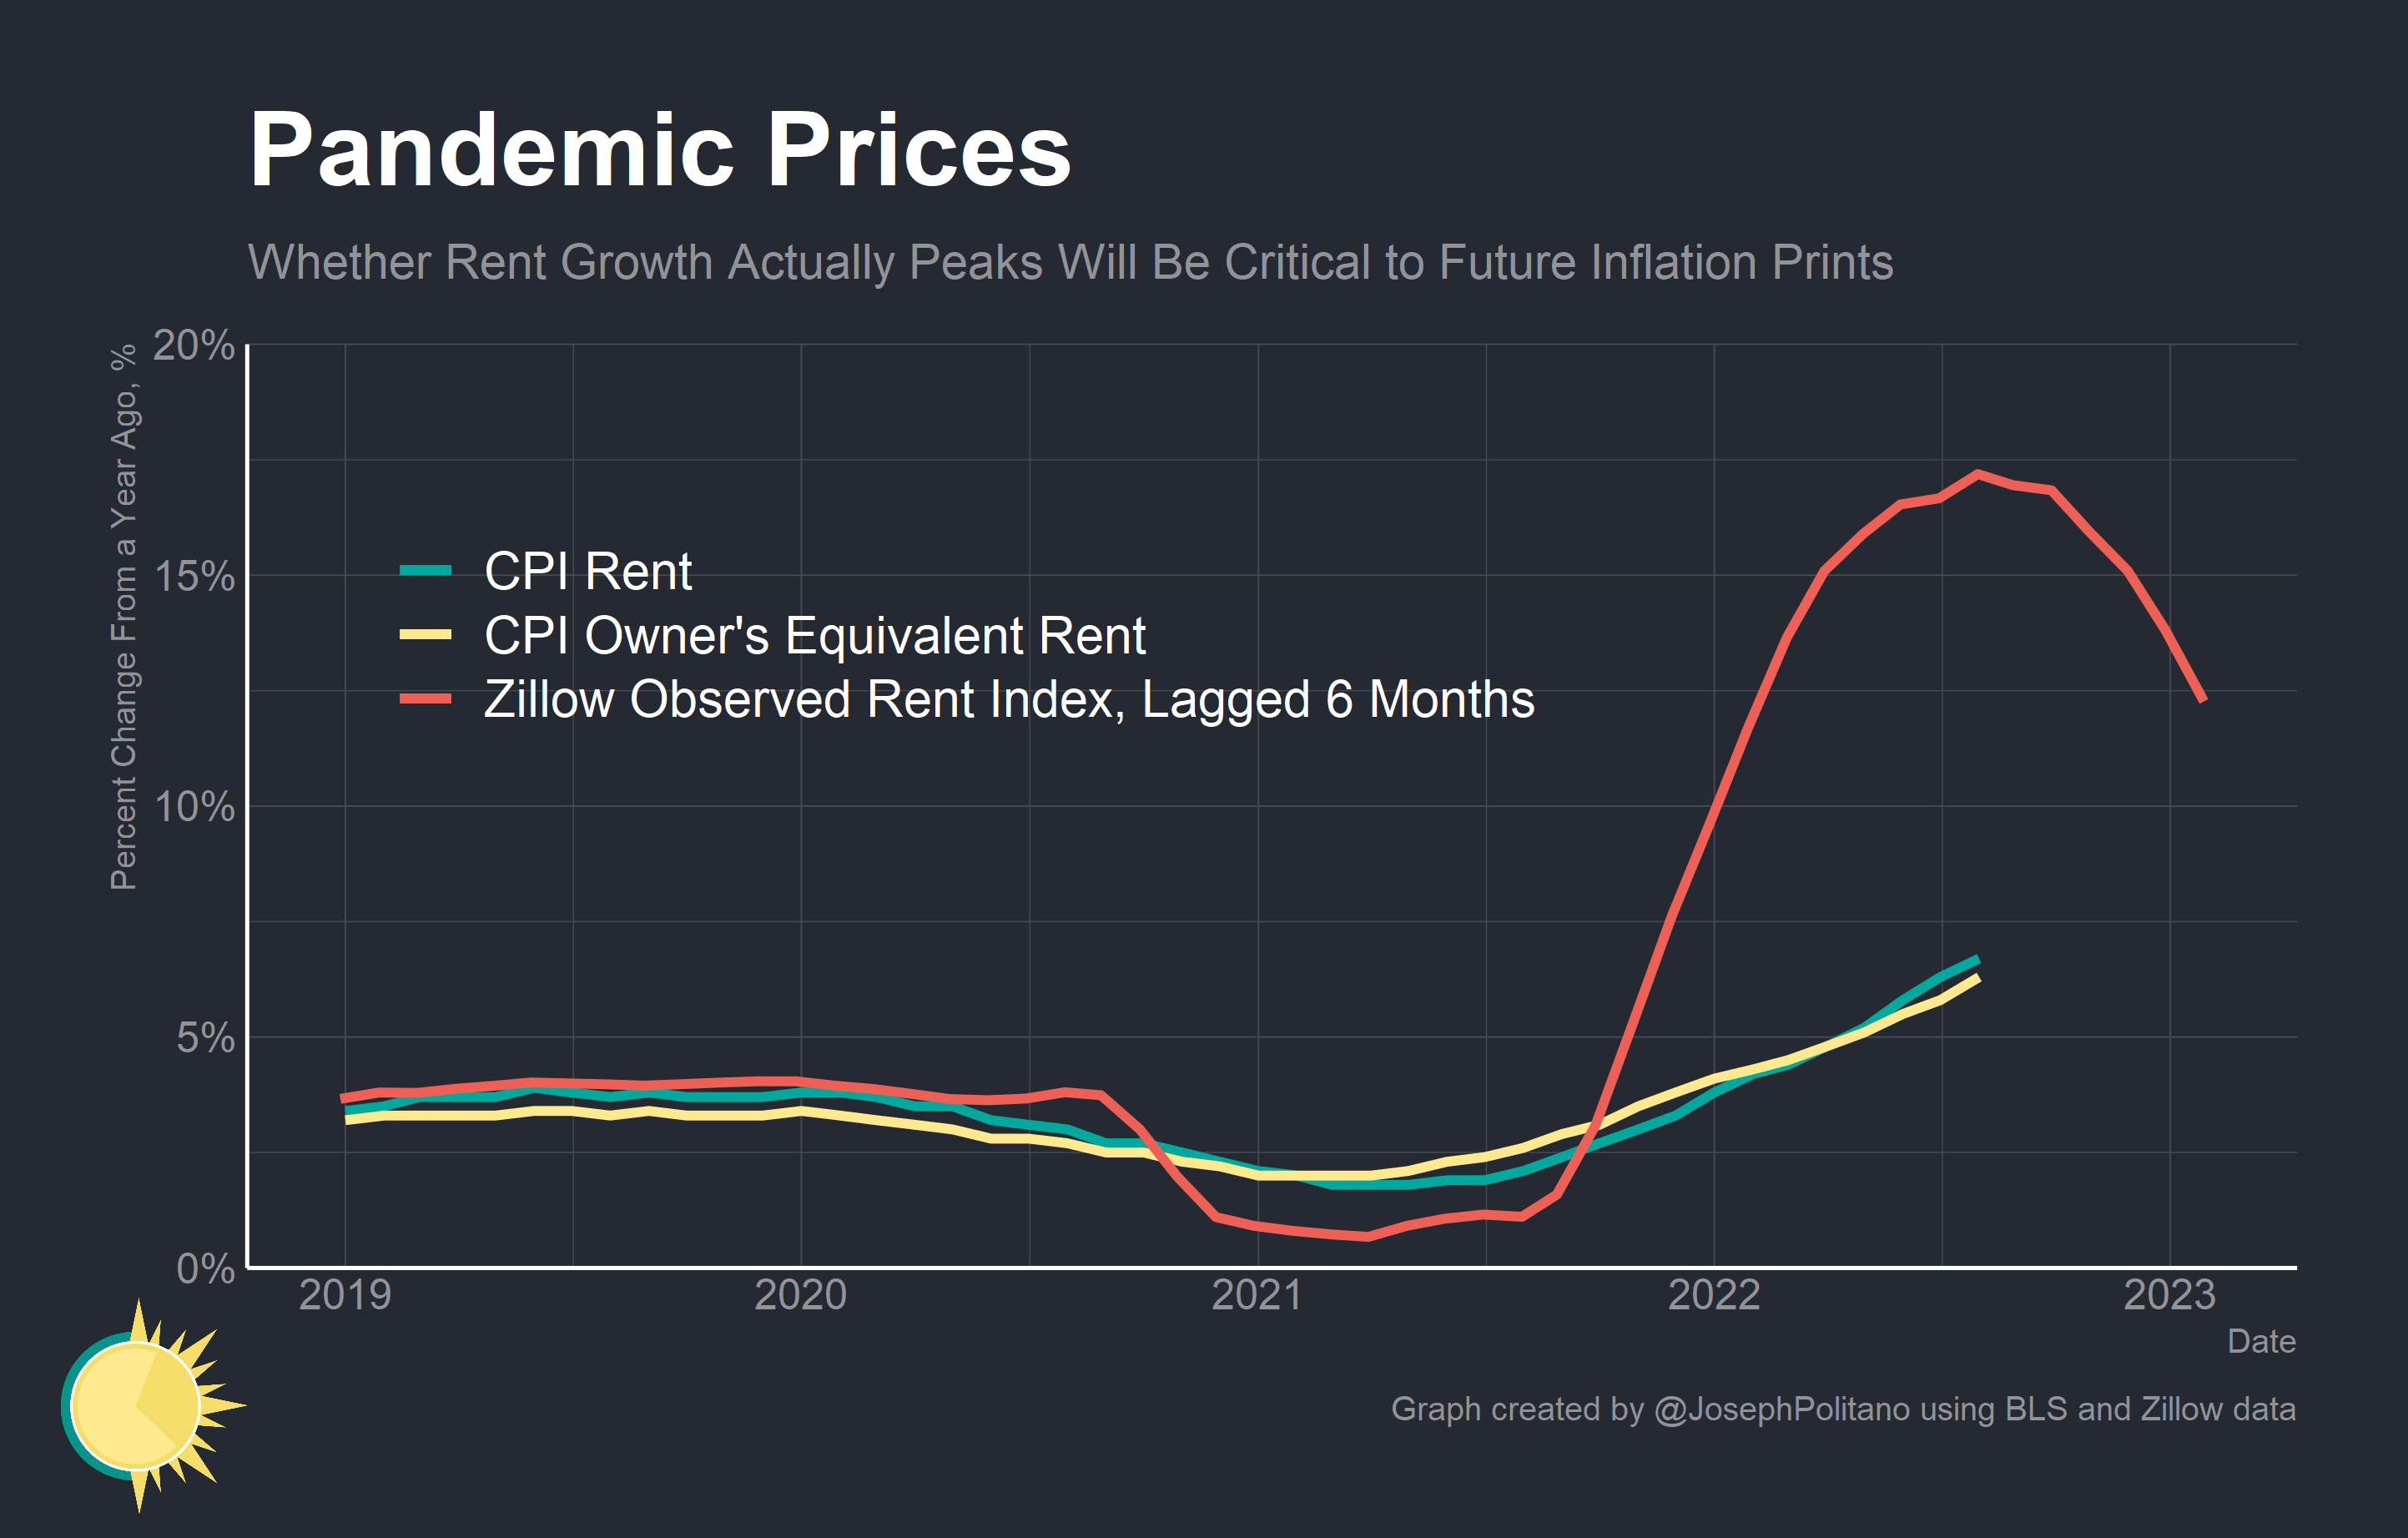 Pandemic Prices
Whether Rent Growth Actually Peaks Will Be Critical to Future Inflation Prints
Percent Change From a Year Ago, %
20%
15%
10%
5%
0%
CPI Rent
CPI Owner's Equivalent Rent
Zillow Observed Rent Index, Lagged 6 Months
2019
2020
2021
2022
2023
Date
Graph created by @JosephPolitano using BLS and Zillow data